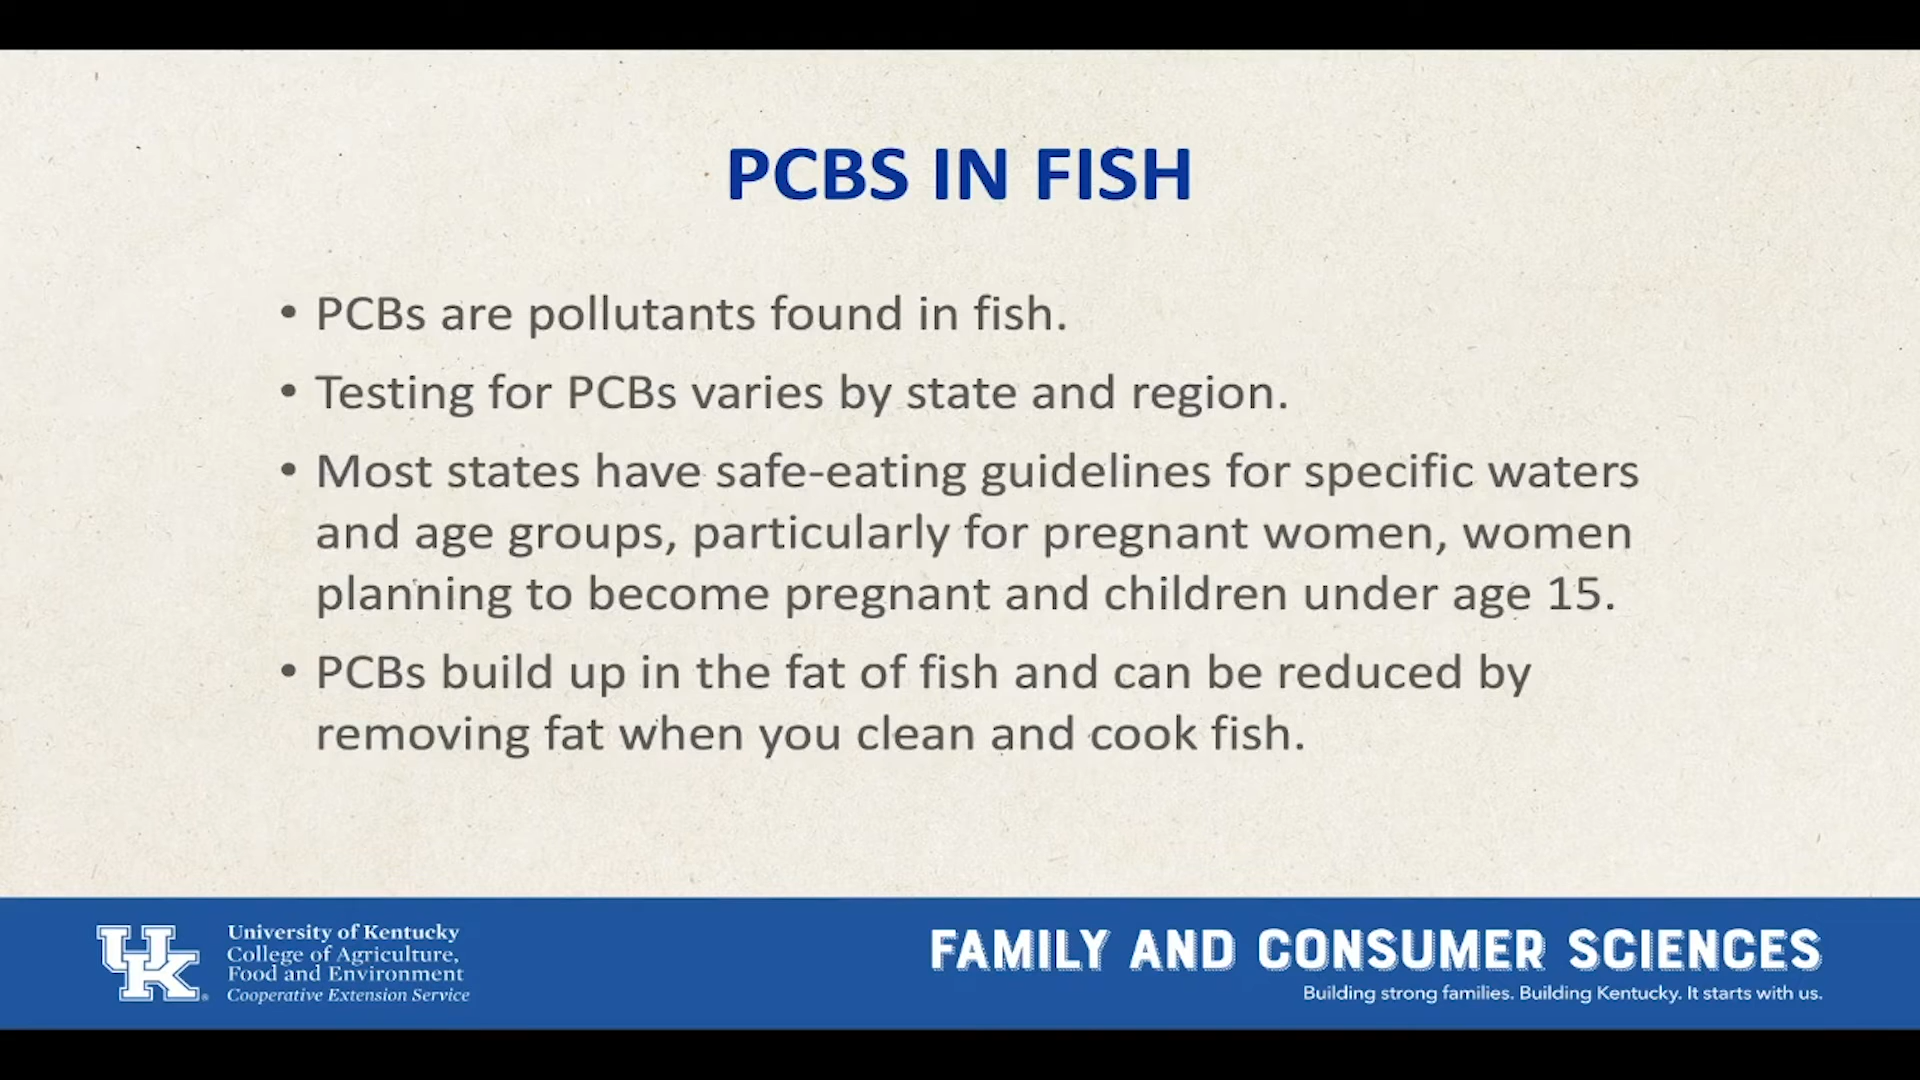 PCBS IN FISH
• PCBs are pollutants found in fish.
• Testing for PCBs varies by state and region.
• Most states have safe-eating guidelines for specific waters
and age groups, particularly for pregnant women, women
planning to become pregnant and children under age 15.
• PCBs build up in the fat of fish and can be reduced by
removing fat when you clean and cook fish.
UK
University of Kentucky
College of Agriculture,
Food and Environment
Cooperative Extension Service
FAMILY AND CONSUMER SCIENCES
Building strong families. Building Kentucky. It starts with us.